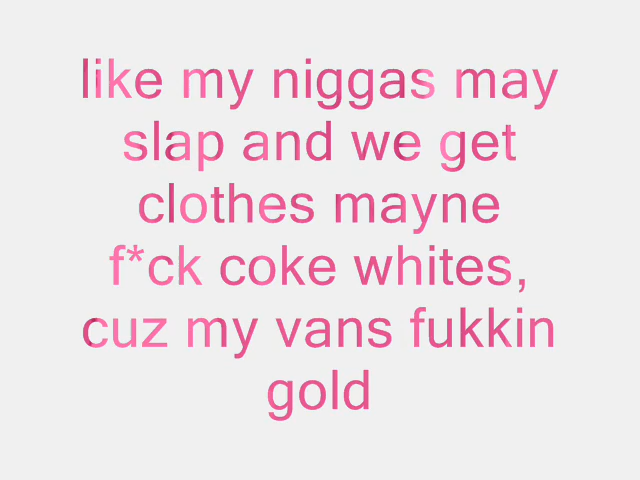 like my niggas may
slap and we get
clothes mayne
f*ck coke whites,
cuz my vans fukkin
gold